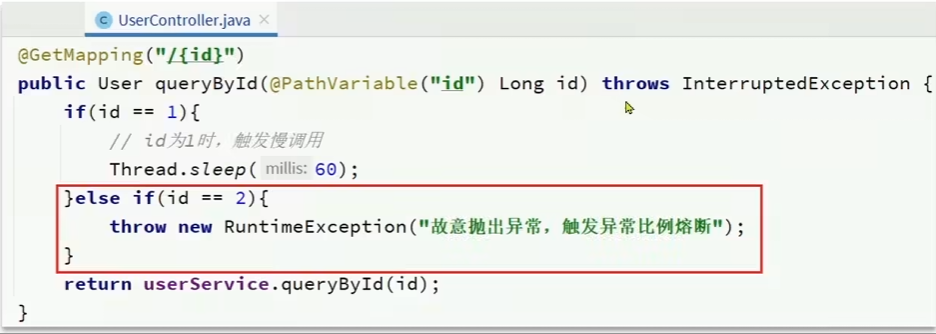 UserController.java
@GetMapping("/{id}")
public User queryById(@PathVariable("id") Long id) throws InterruptedException {
if(id == 1){
// id为1时，触发慢调用
Thread.sleep( millis: 60);
}else if(id == 2){
throw new RuntimeException("故意抛出异常，触发异常比例熔断");
}
return userService.queryById(id);
}